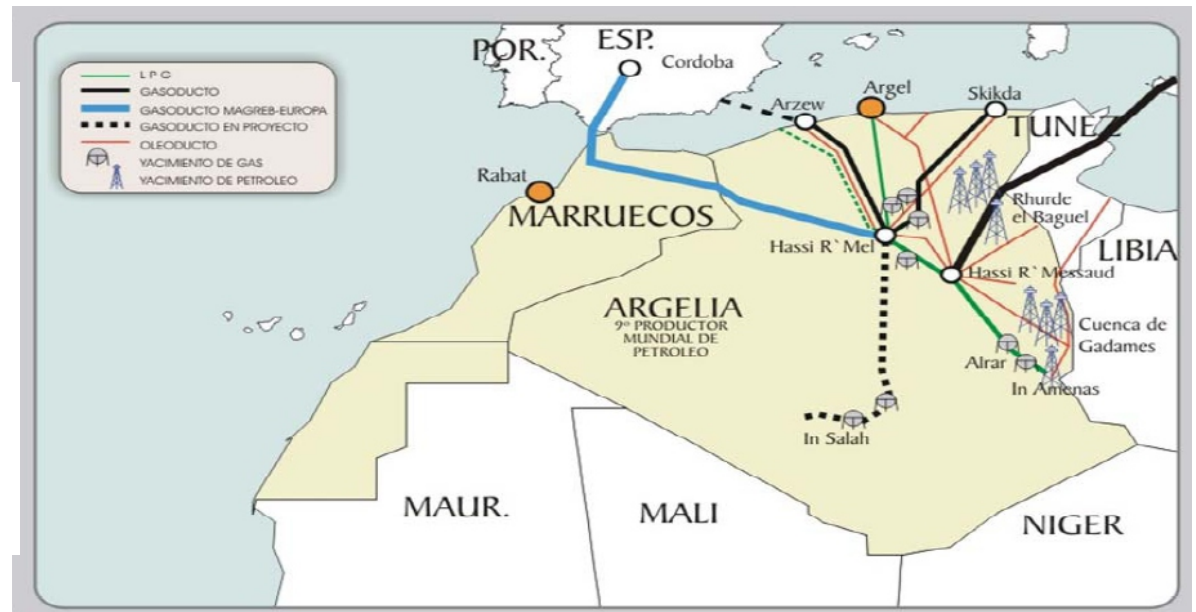 POR.
ESP.
Cordoba
L P G
GASODUCTO
GASODUCTO MAGREB-EUROPA
GASODUCTO EN PROYECTO
OLEODUCTO
YACIMIENTO DE GAS
YACIMIENTO DE PETROLEO
Arzew
Argel
Skikda
TUNEZ
Rabat
MARRUECOS
Rhurde
el Baguel
Hassi R`Mel
LIBIA
Hassi R`Messaud
ARGELIA
9º PRODUCTOR
MUNDIAL DE
PETROLEO
Cuenca de
Gadames
Alrar
In Amenas
In Salah
MAUR.
MALI
NIGER